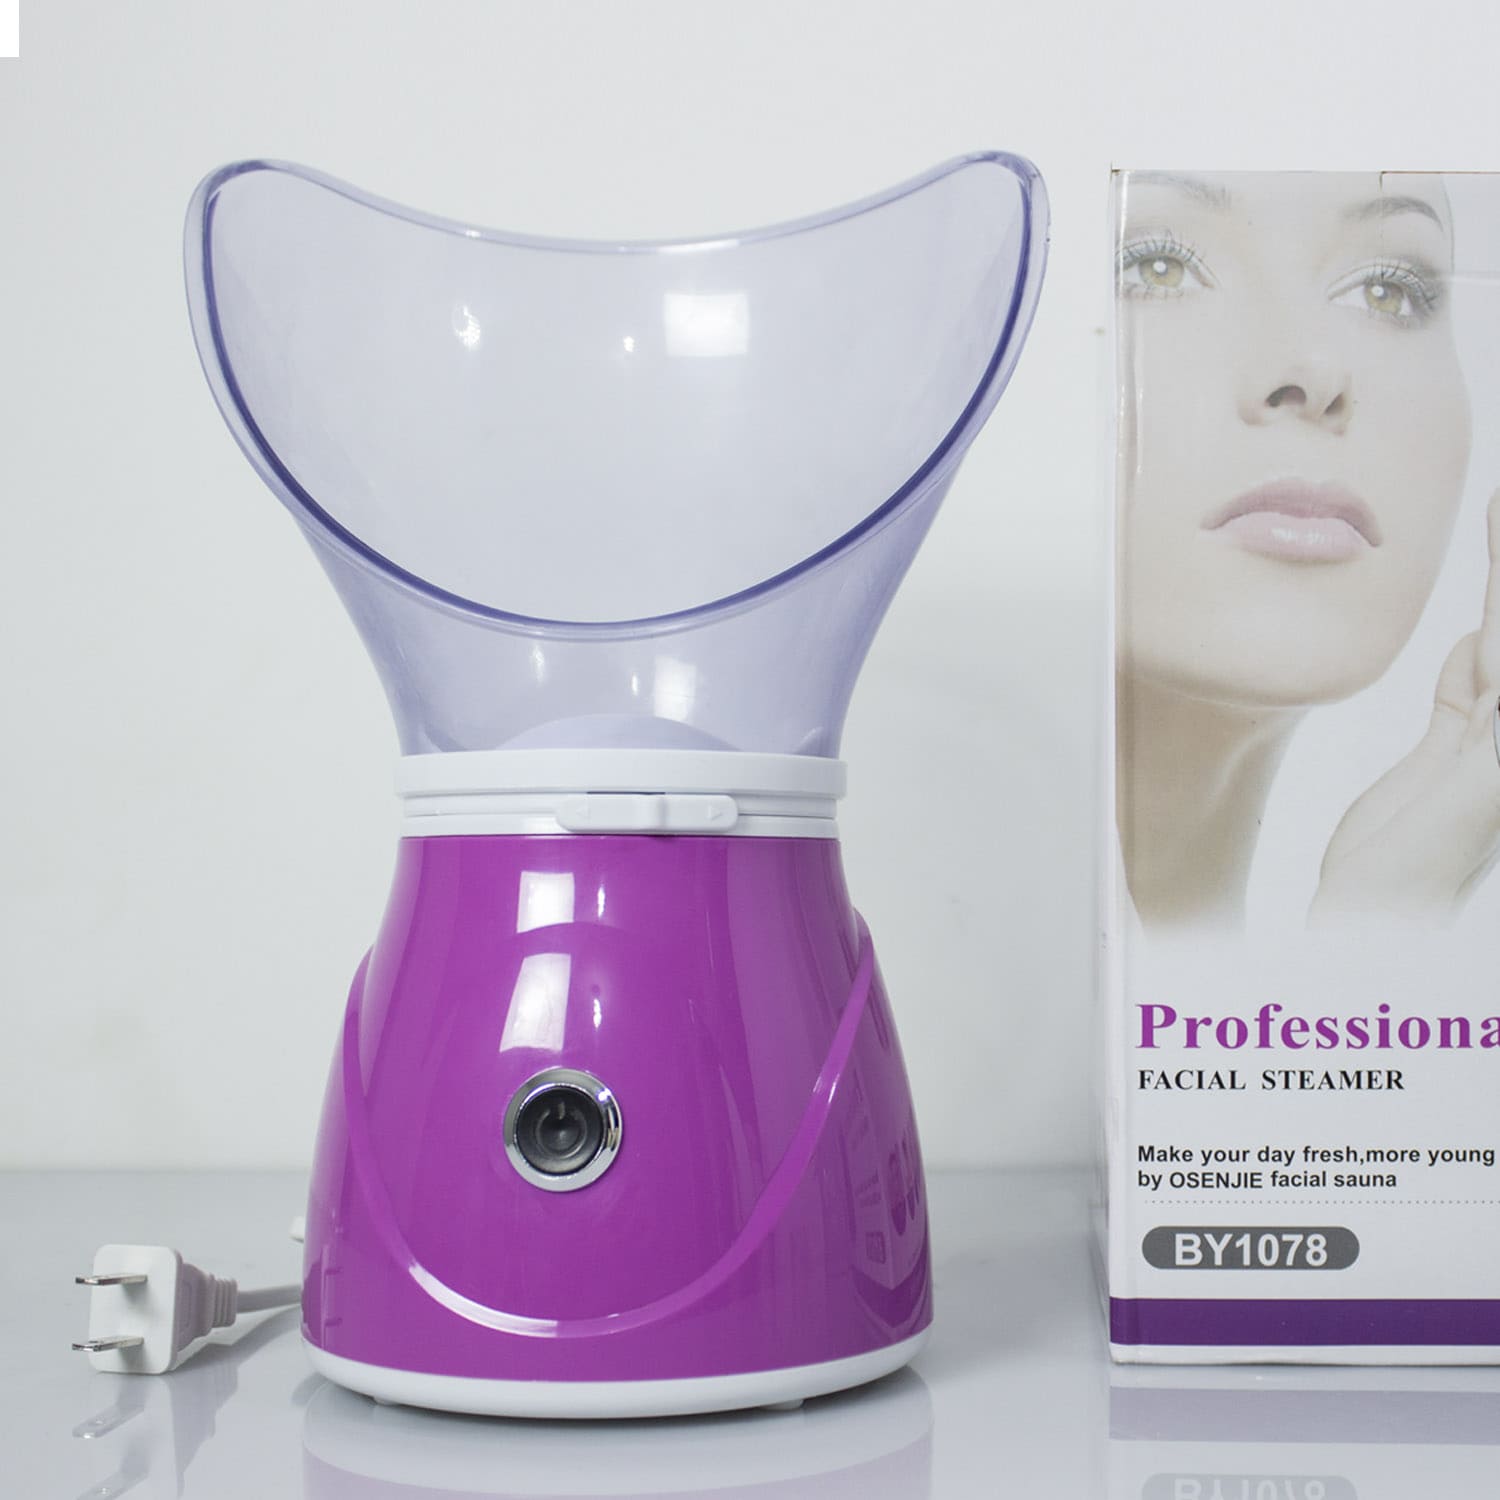 Professiona
FACIAL STEAMER
Make your day fresh,more young
by OSENJIE facial sauna
BY1078